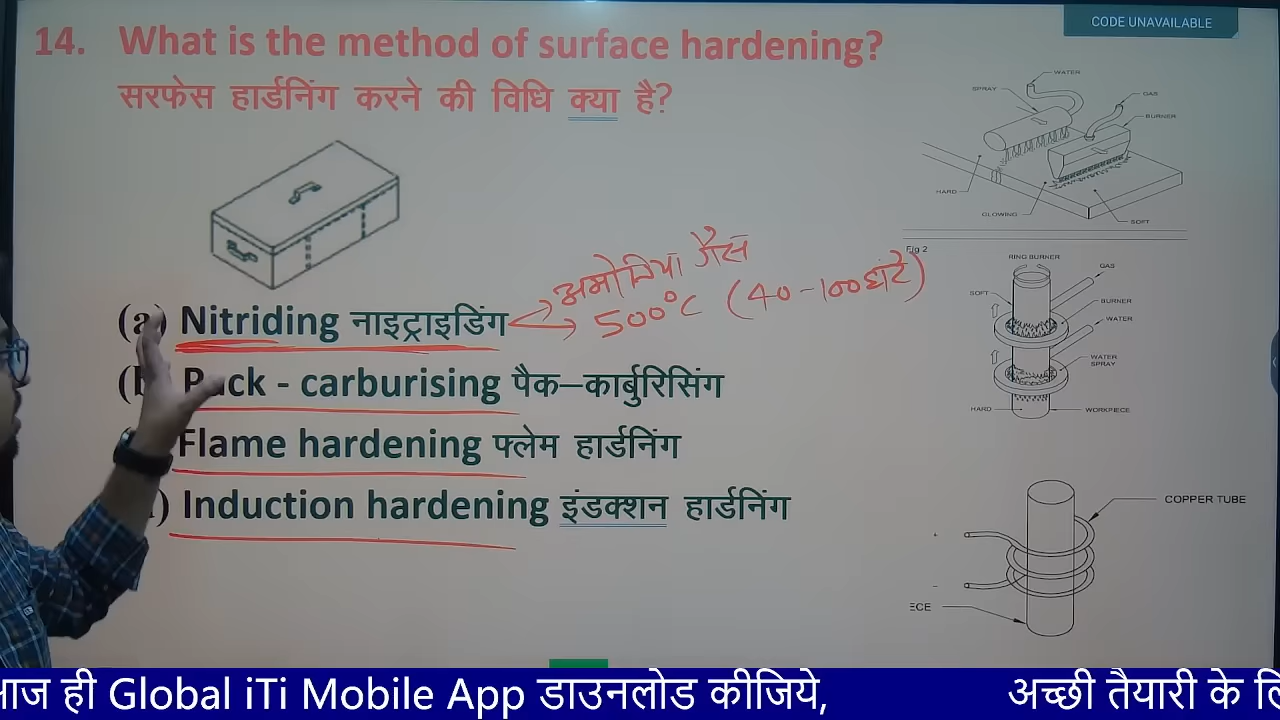 CODE UNAVAILABLE
14. What is the method of surface hardening?
सरफेस हार्डनिंग करने की विधि क्या है?
WATER
SPRAY
GAS
BURNER
HARD
GLOWING
SOFT
Fig 2
RING BURNER
GAS
SOFT
BURNER
WATER
WATER
SPRAY
HARD
WORKPIECE
अमोनिया गैस
500°C (40-100 घंटे)
(a) Nitriding नाइट्राइडिंग
(b) Pack - carburising पैक–कार्बुरिसिंग
Flame hardening फ्लेम हार्डनिंग
) Induction hardening इंडक्शन हार्डनिंग
COPPER TUBE
+
–
ECE
आज ही Global iTi Mobile App डाउनलोड कीजिये, अच्छी तैयारी के लि